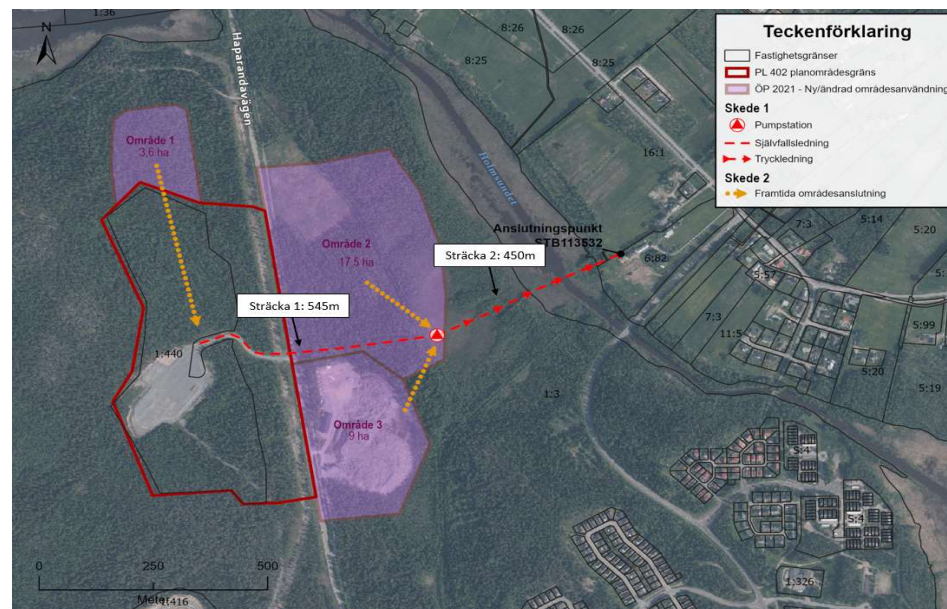 Teckenförklaring
Fastighetsgränser
PL 402 planområdesgräns
ÖP 2021 - Ny/ändrad områdesanvändning
Skede 1
Pumpstation
Självfallsledning
Tryckledning
Skede 2
Framtida områdesanslutning
N
1:36
Haparandavägen
8:26
8:26
8:25
8:25
Område 1
3,6 ha
16:1
Holmsundet
Område 2
17,5 ha
Anslutningspunkt
STB113532
Sträcka 2: 450m
6:82
7:3
5:14
5:20
5:57
Sträcka 1: 545m
7:3
11:5
5:99
5:20
5:19
1:440
1:3
Område 3
9 ha
5:4
5:4
1:326
0
250
500
Meter
1:416